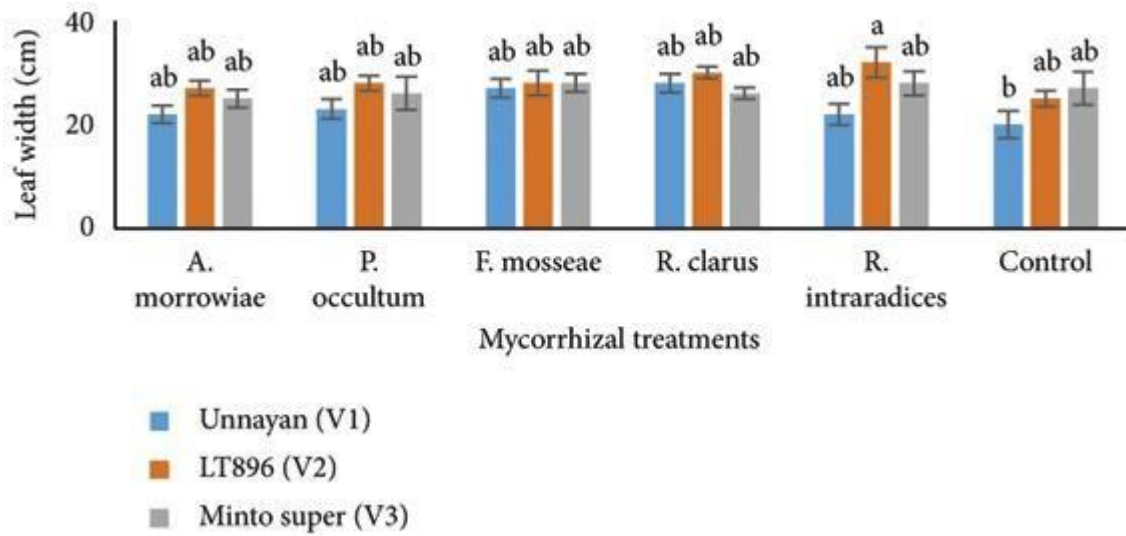 Leaf width (cm)
40
20
0
ab ab ab
ab ab ab
ab ab ab
ab ab ab
ab a ab
b ab ab
A.
morrowiae
P.
occultum
F. mosseae
R. clarus
R.
intraradices
Control
Mycorrhizal treatments
Unnayan (V1)
LT896 (V2)
Minto super (V3)